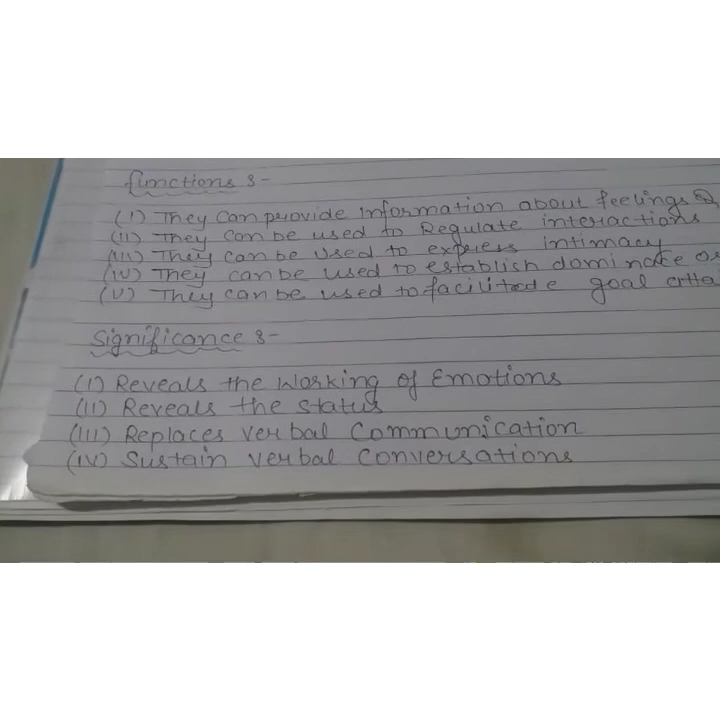 functions :-
(i) They can provide information about feelings &
(ii) They can be used to Regulate interactions
(iii) They can be used to express intimacy
(iv) They can be used to establish dominate or
(v) They can be used to facilitate goal
Significance :-
(i) Reveals the Working of Emotions
(ii) Reveals the status
(iii) Replaces verbal Communication
(iv) Sustain verbal conversations